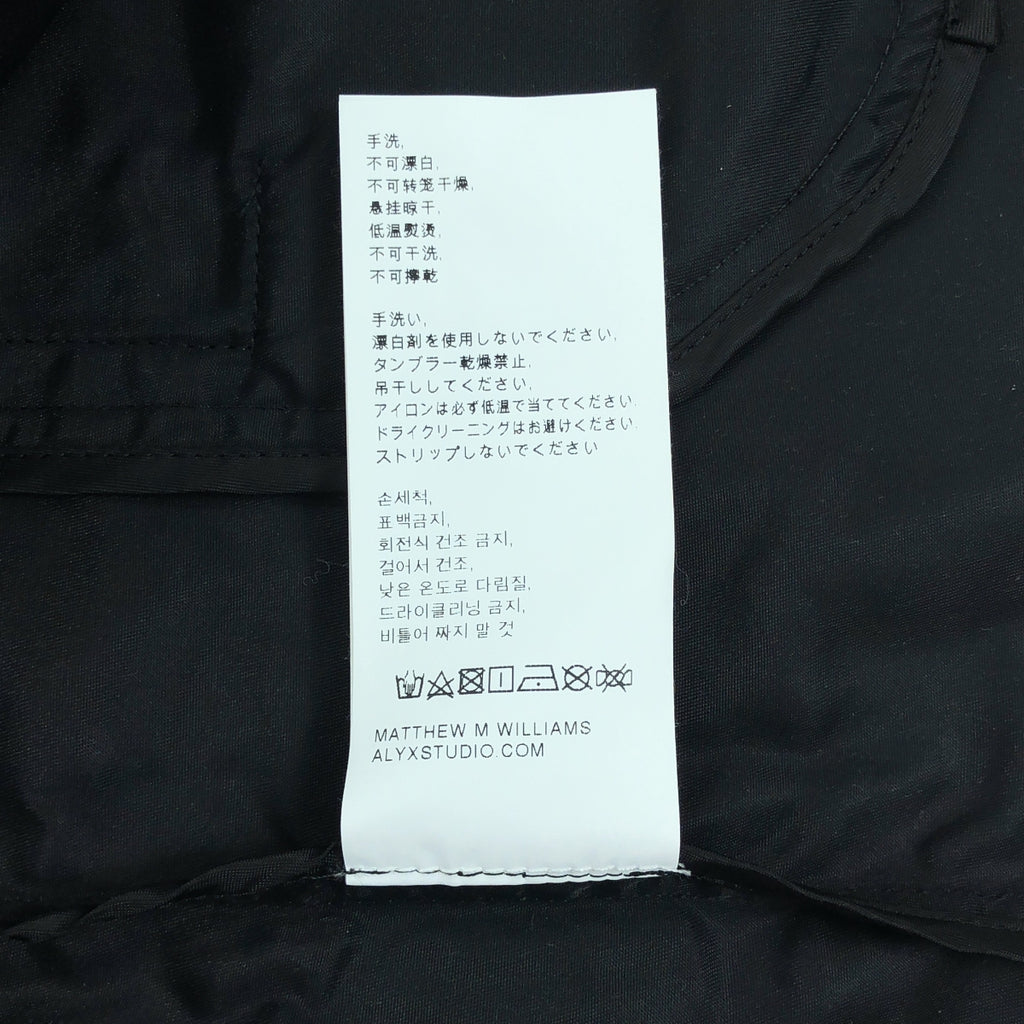 手洗,
不可漂白,
不可转笼干燥,
悬挂晾干,
低温熨烫,
不可干洗,
不可擰乾
手洗い,
漂白剤を使用しないでください,
タンブラー乾燥禁止,
吊干ししてください,
アイロンは必ず低温で当ててください,
ドライクリーニングはお避けください,
ストリップしないでください
손세척,
표백금지,
회전식 건조 금지,
걸어서 건조,
낮은 온도로 다림질,
드라이클리닝 금지,
비틀어 짜지 말 것
MATTHEW M WILLIAMS
ALYXSTUDIO.COM